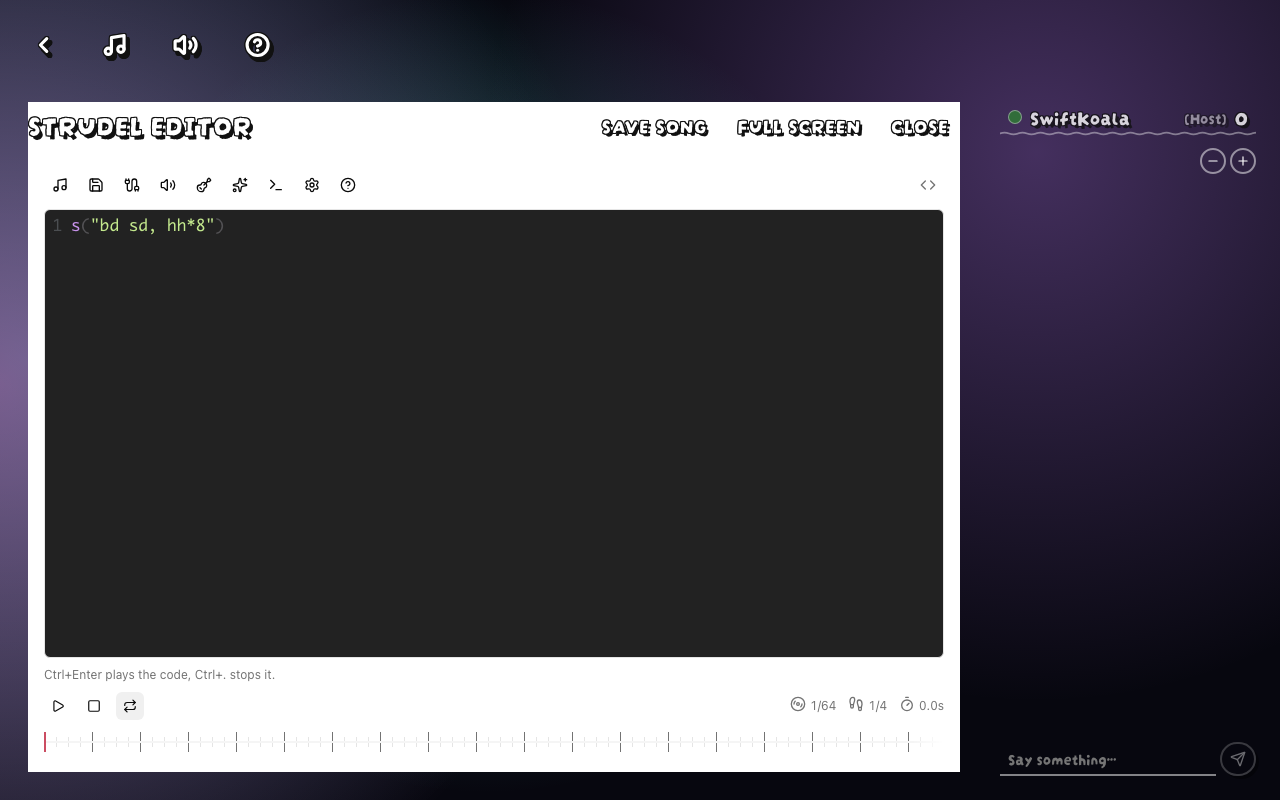 STRUDEL EDITOR
SAVE SONG
FULL SCREEN
CLOSE
SwiftKoala
(Host) 0
1 s("bd sd, hh*8")
Ctrl+Enter plays the code, Ctrl+. stops it.
1/64
1/4
0.0s
Say something...